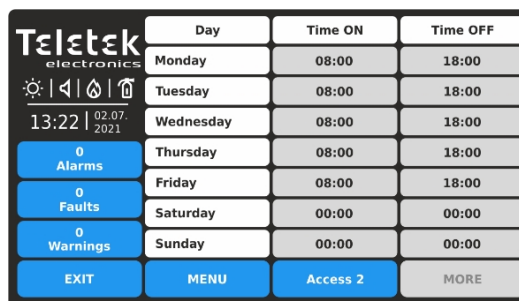 Teletek
electronics
13:22 02.07.
2021
0
Alarms
0
Faults
0
Warnings
Day Time ON Time OFF
Monday 08:00 18:00
Tuesday 08:00 18:00
Wednesday 08:00 18:00
Thursday 08:00 18:00
Friday 08:00 18:00
Saturday 00:00 00:00
Sunday 00:00 00:00
EXIT MENU Access 2 MORE